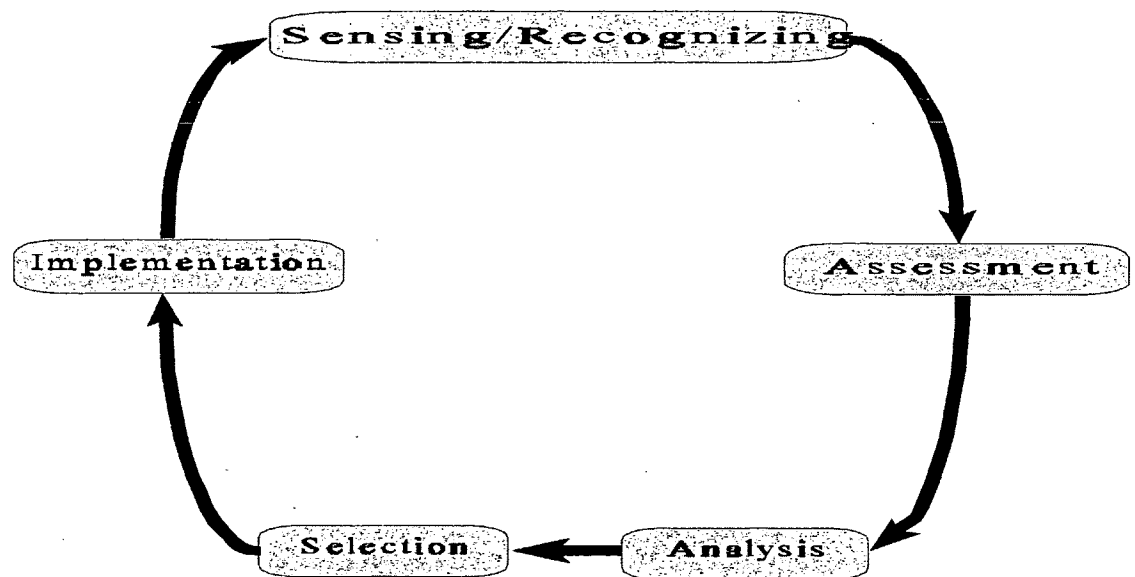 Sensing/Recognizing
Implementation
Assessment
Selection
Analysis